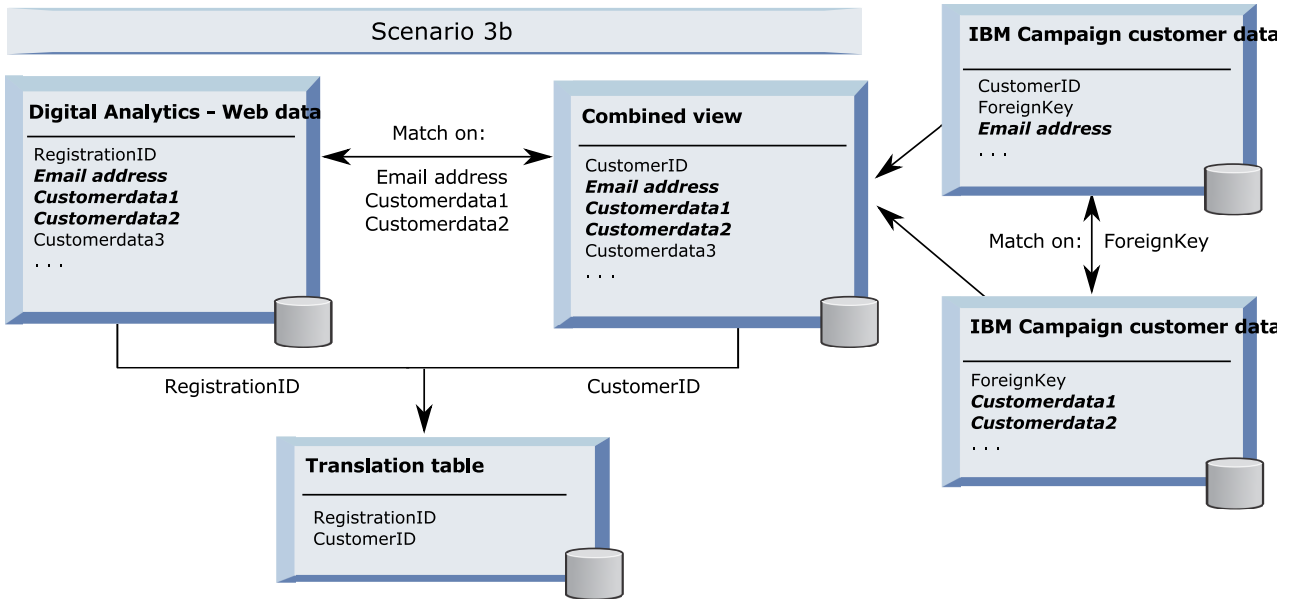 Scenario 3b
Digital Analytics - Web data
RegistrationID
Email address
Customerdata1
Customerdata2
Customerdata3
. . .
Match on:
Email address
Customerdata1
Customerdata2
Combined view
CustomerID
Email address
Customerdata1
Customerdata2
Customerdata3
. . .
IBM Campaign customer data
CustomerID
ForeignKey
Email address
. . .
Match on: ForeignKey
IBM Campaign customer data
ForeignKey
Customerdata1
Customerdata2
. . .
RegistrationID
CustomerID
Translation table
RegistrationID
CustomerID